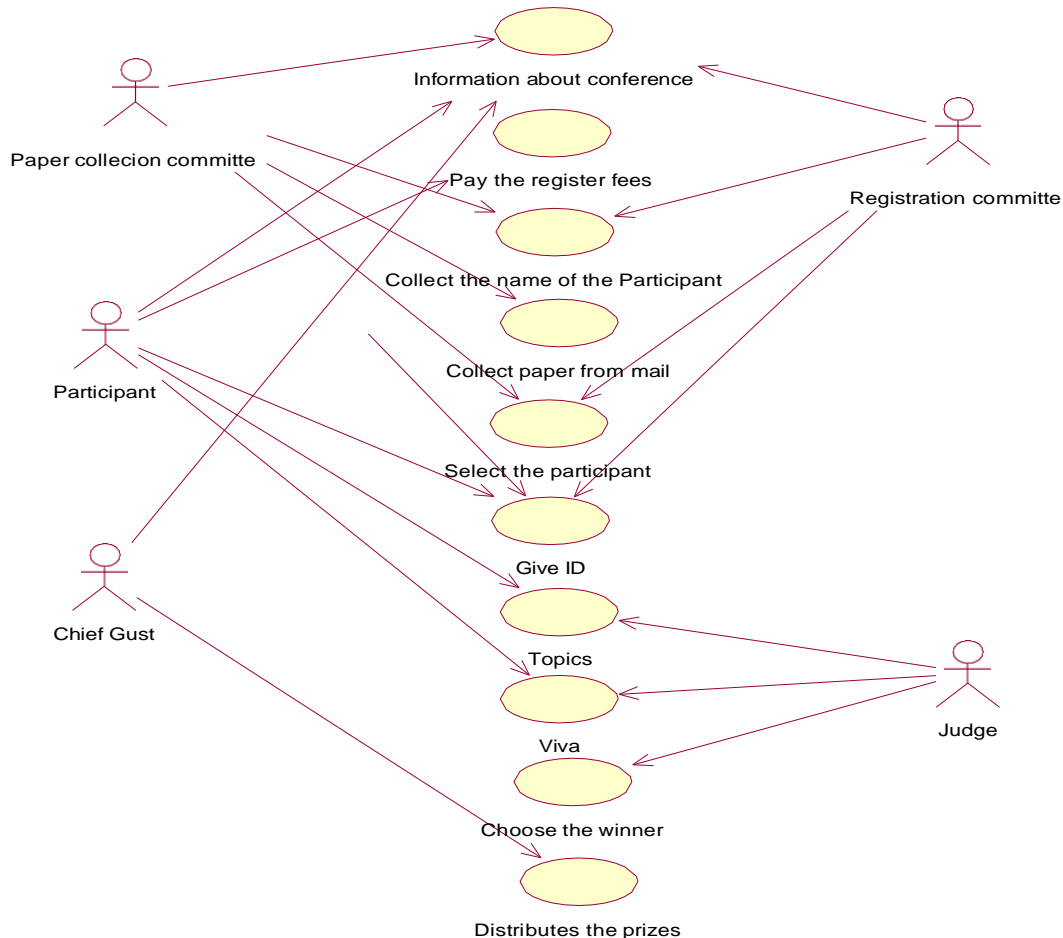 Information about conference
Paper collecion committe
Pay the register fees
Registration committe
Collect the name of the Participant
Collect paper from mail
Participant
Select the participant
Give ID
Chief Gust
Topics
Judge
Viva
Choose the winner
Distributes the prizes